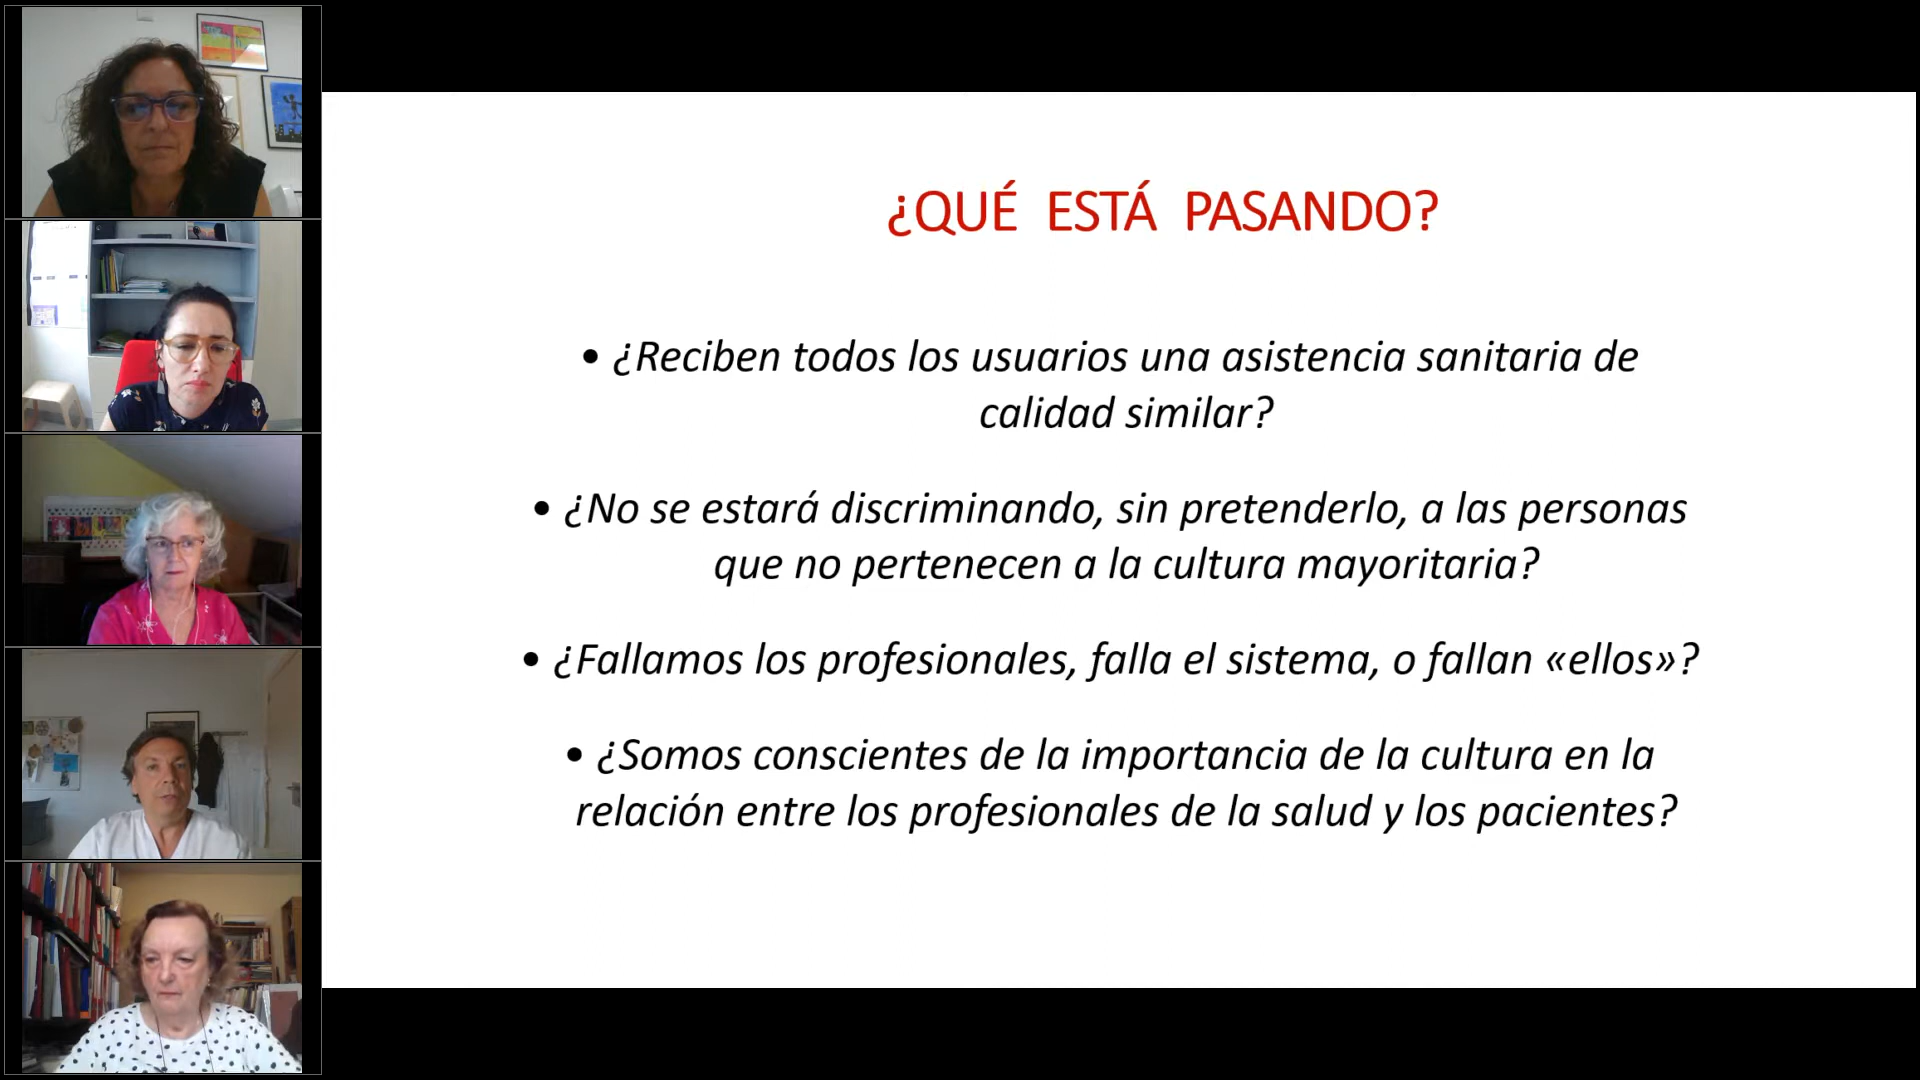 ¿QUÉ ESTÁ PASANDO?
• ¿Reciben todos los usuarios una asistencia sanitaria de
calidad similar?
• ¿No se estará discriminando, sin pretenderlo, a las personas
que no pertenecen a la cultura mayoritaria?
• ¿Fallamos los profesionales, falla el sistema, o fallan «ellos»?
• ¿Somos conscientes de la importancia de la cultura en la
relación entre los profesionales de la salud y los pacientes?